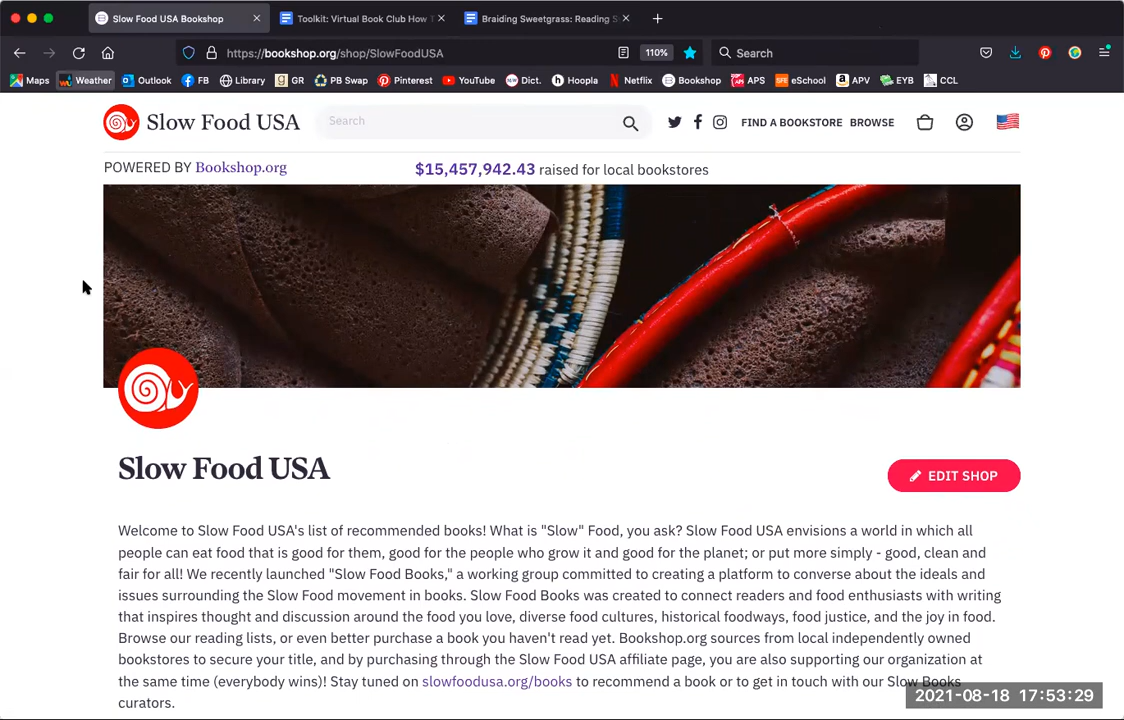 Slow Food USA Bookshop
Toolkit: Virtual Book Club How
Braiding Sweetgrass: Reading S
https://bookshop.org/shop/SlowFoodUSA
110%
Search
Maps Weather Outlook FB Library GR PB Swap Pinterest YouTube Dict. Hoopla Netflix Bookshop APS eSchool APV EYB CCL
Slow Food USA
Search
FIND A BOOKSTORE BROWSE
POWERED BY Bookshop.org
$15,457,942.43 raised for local bookstores
Slow Food USA
EDIT SHOP
Welcome to Slow Food USA's list of recommended books! What is "Slow" Food, you ask? Slow Food USA envisions a world in which all
people can eat food that is good for them, good for the people who grow it and good for the planet; or put more simply - good, clean and
fair for all! We recently launched "Slow Food Books," a working group committed to creating a platform to converse about the ideals and
issues surrounding the Slow Food movement in books. Slow Food Books was created to connect readers and food enthusiasts with writing
that inspires thought and discussion around the food you love, diverse food cultures, historical foodways, food justice, and the joy in food.
Browse our reading lists, or even better purchase a book you haven't read yet. Bookshop.org sources from local independently owned
bookstores to secure your title, and by purchasing through the Slow Food USA affiliate page, you are also supporting our organization at
the same time (everybody wins)! Stay tuned on slowfoodusa.org/books to recommend a book or to get in touch with our Slow Books
curators.
2021-08-18 17:53:29